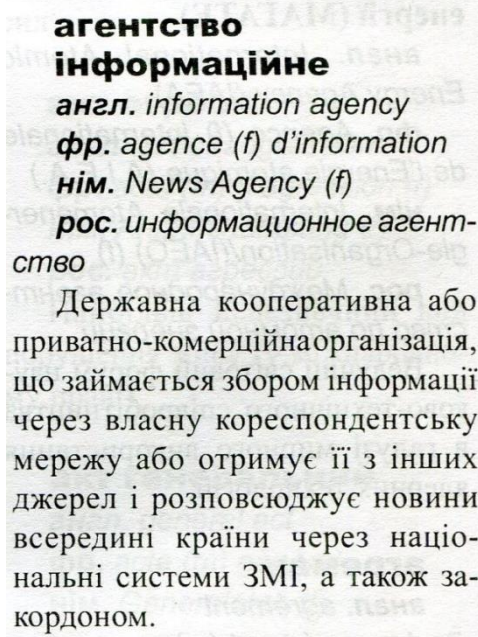 агентство
інформаційне
англ. information agency
фр. agence (f) d’information
нім. News Agency (f)
рос. информационное агент-
ство
Державна кооперативна або
приватно-комерційна організація,
що займається збором інформації
через власну кореспондентську
мережу або отримує її з інших
джерел і розповсюджує новини
всередині країни через націо-
нальні системи ЗМІ, а також за-
кордоном.